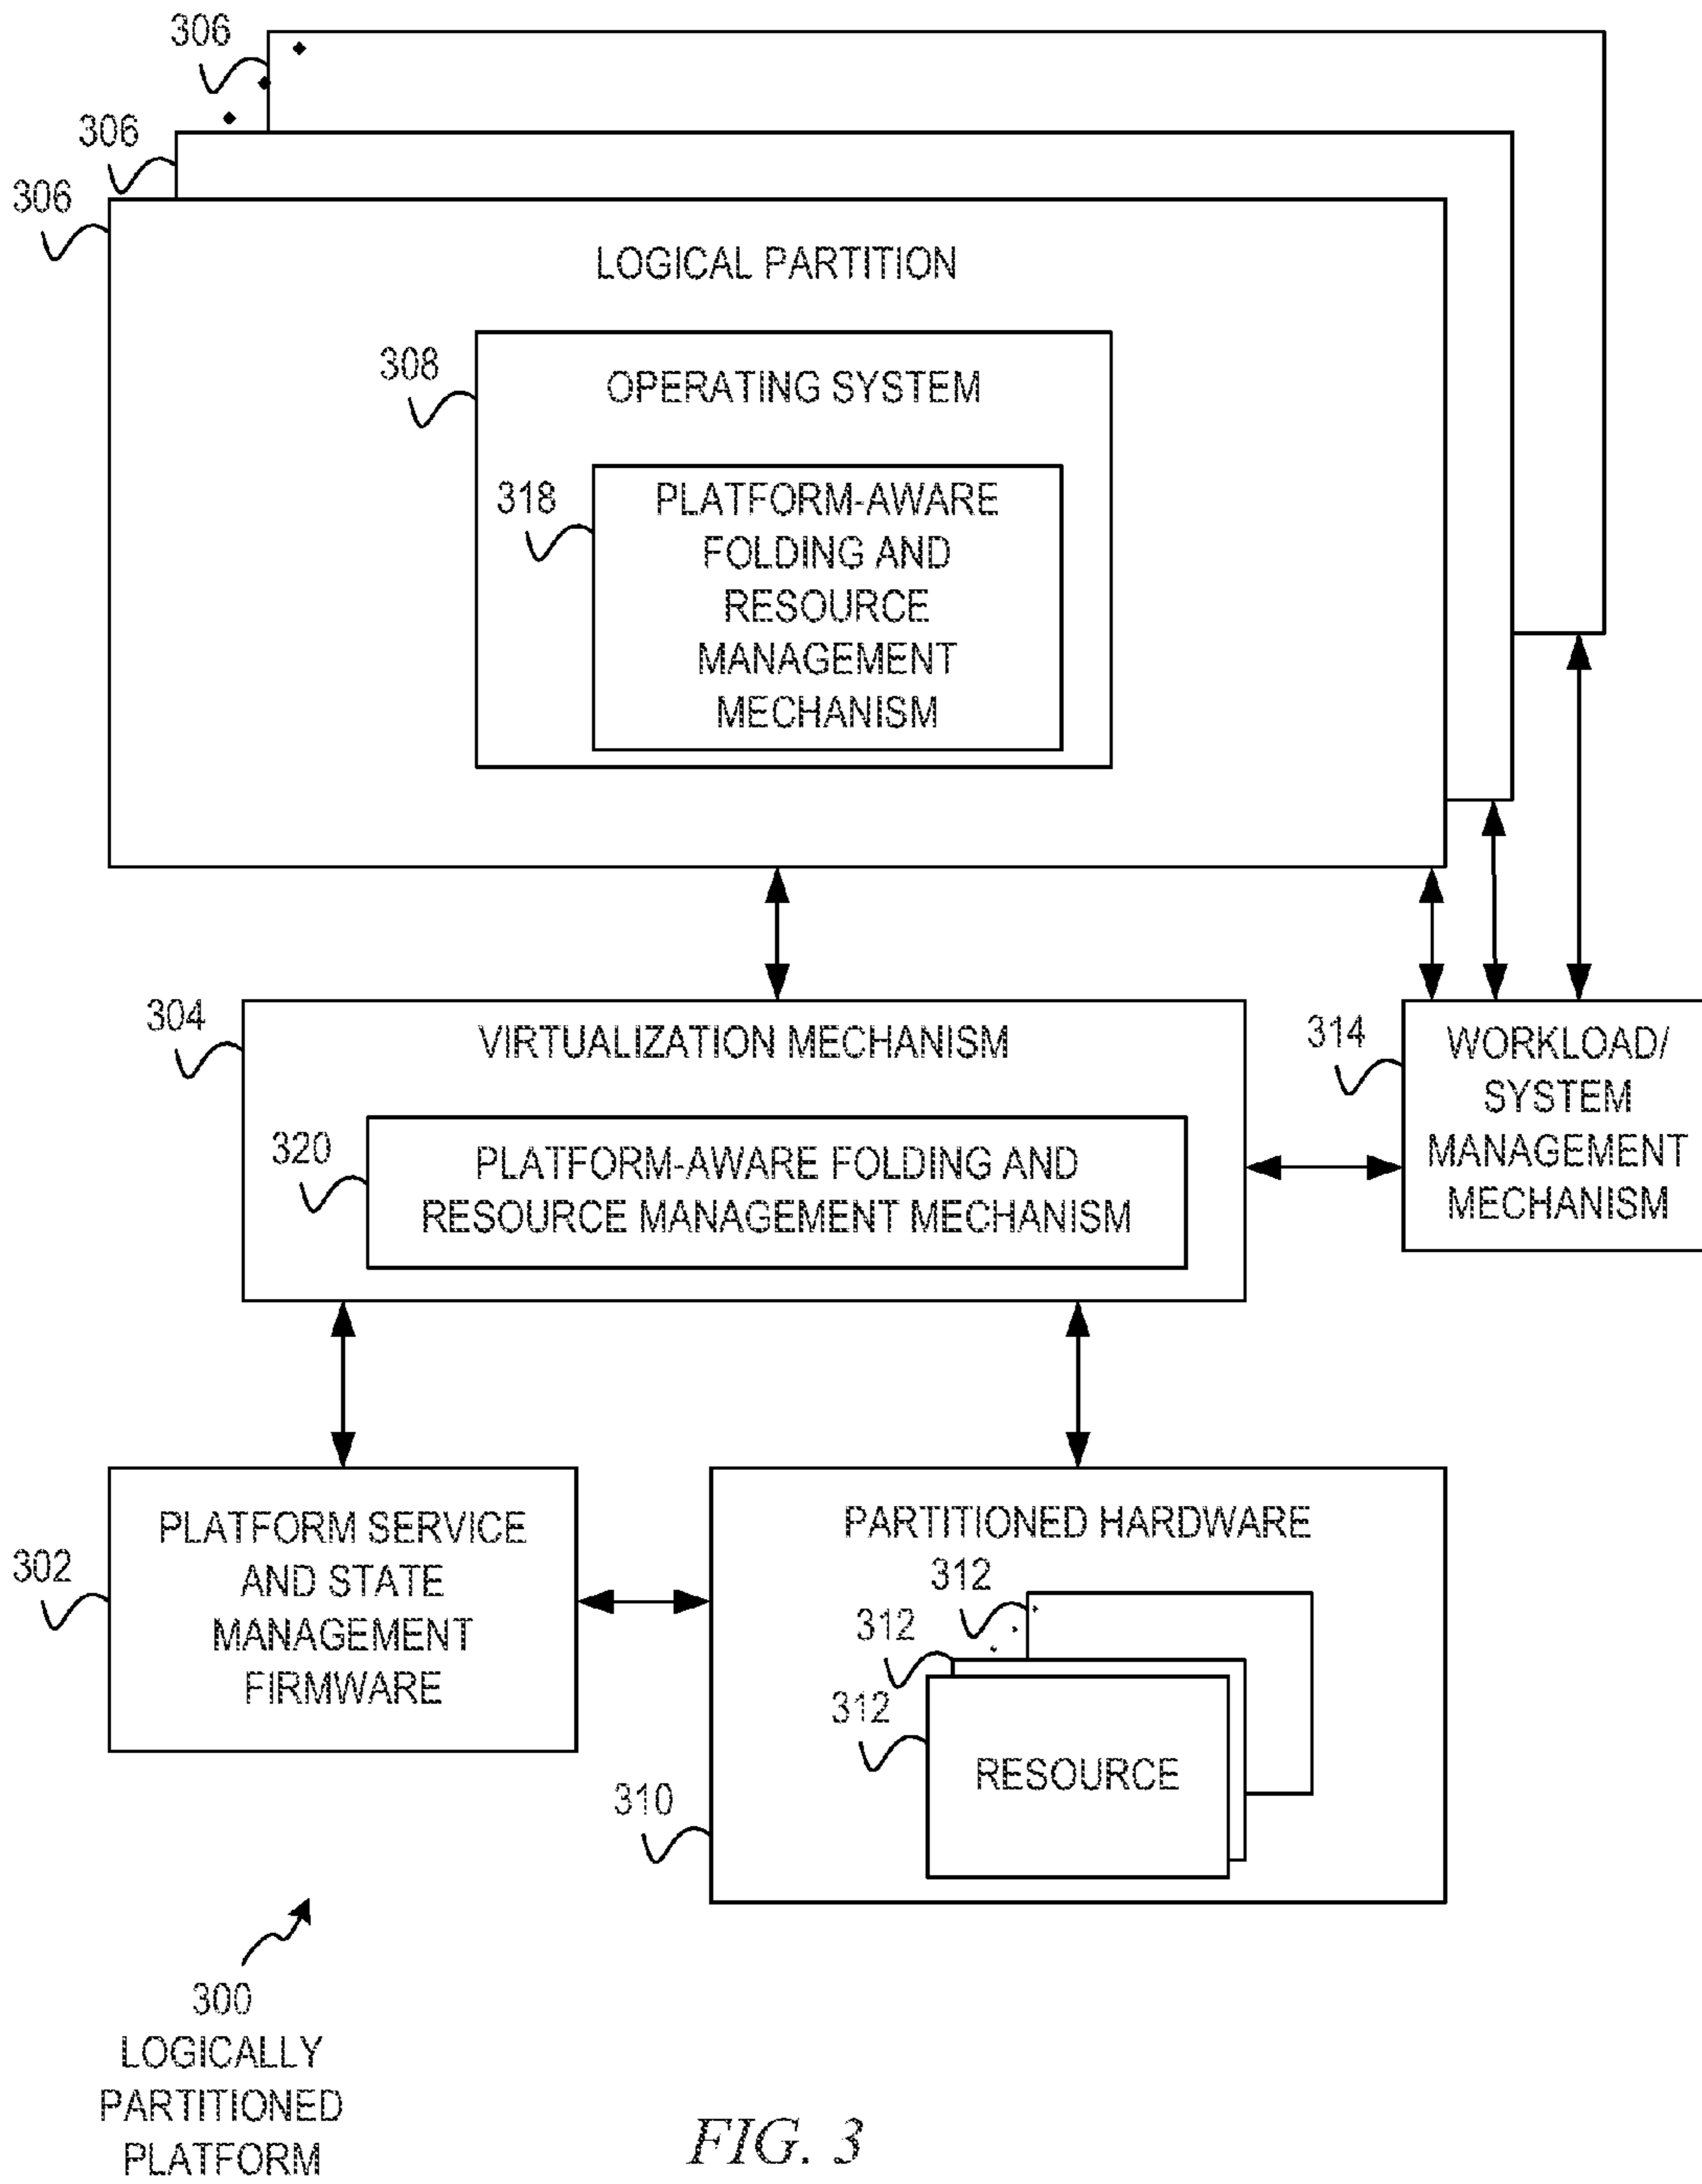 306
306
306
LOGICAL PARTITION
308
OPERATING SYSTEM
318
PLATFORM-AWARE
FOLDING AND
RESOURCE
MANAGEMENT
MECHANISM
304
VIRTUALIZATION MECHANISM
320
PLATFORM-AWARE FOLDING AND
RESOURCE MANAGEMENT MECHANISM
314
WORKLOAD/
SYSTEM
MANAGEMENT
MECHANISM
302
PLATFORM SERVICE
AND STATE
MANAGEMENT
FIRMWARE
PARTITIONED HARDWARE
312
312
312
RESOURCE
310
300
LOGICALLY
PARTITIONED
PLATFORM
FIG. 3